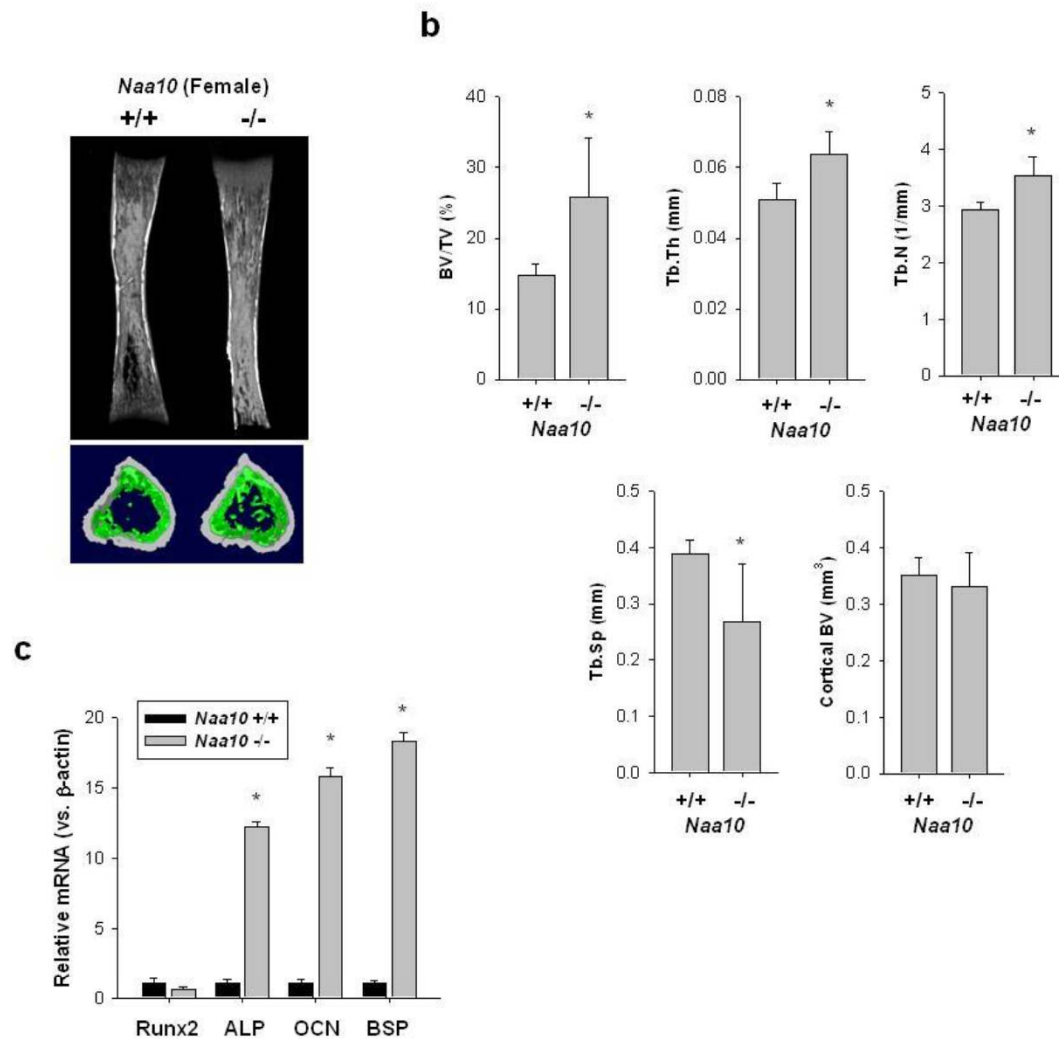 b
Naa10 (Female)
+/+ -/-
40
30
20
10
0
BV/TV (%)
*
+/+ -/-
Naa10
0.08
0.06
0.04
0.02
0.00
Tb.Th (mm)
*
+/+ -/-
Naa10
5
4
3
2
1
0
Tb.N (1/mm)
*
+/+ -/-
Naa10
0.5
0.4
0.3
0.2
0.1
0.0
Tb.Sp (mm)
*
+/+ -/-
Naa10
0.5
0.4
0.3
0.2
0.1
0.0
Cortical BV (mm³)
+/+ -/-
Naa10
c
Naa10 +/+
Naa10 -/-
20
15
10
5
0
Relative mRNA (vs. β-actin)
* * *
Runx2 ALP OCN BSP